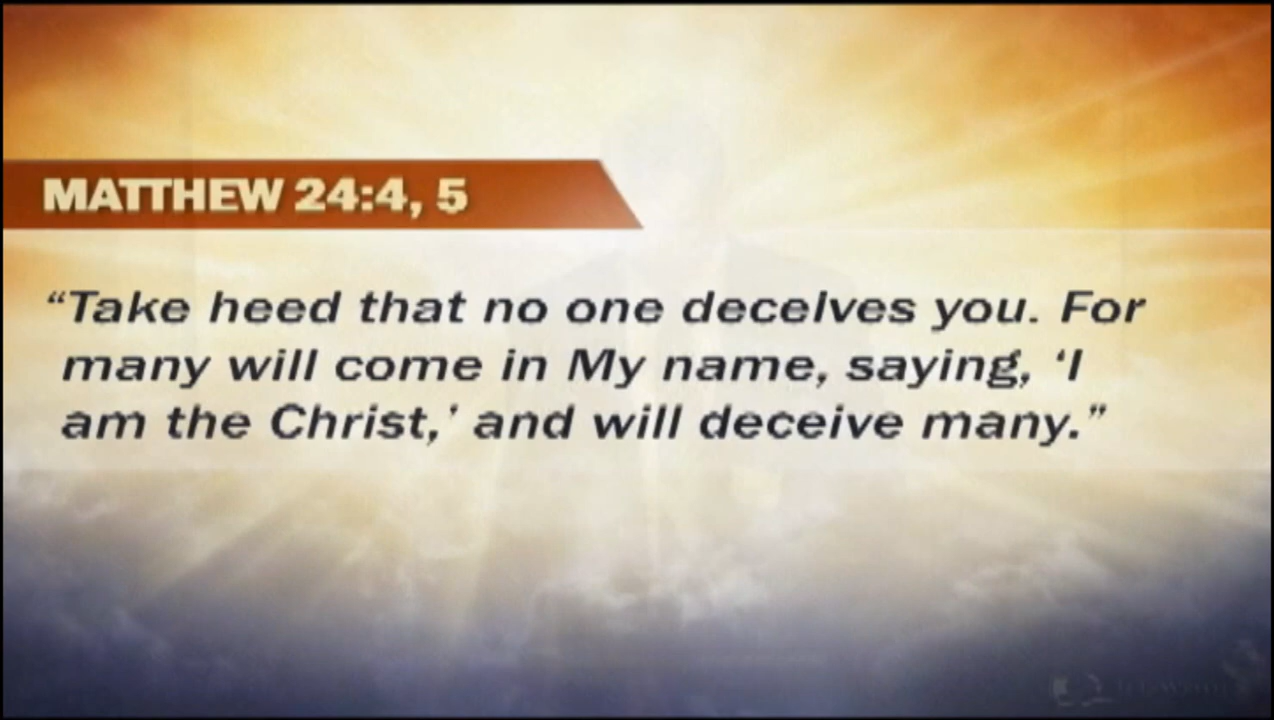 MATTHEW 24:4, 5
“Take heed that no one deceives you. For
many will come in My name, saying, ‘I
am the Christ,’ and will deceive many.”